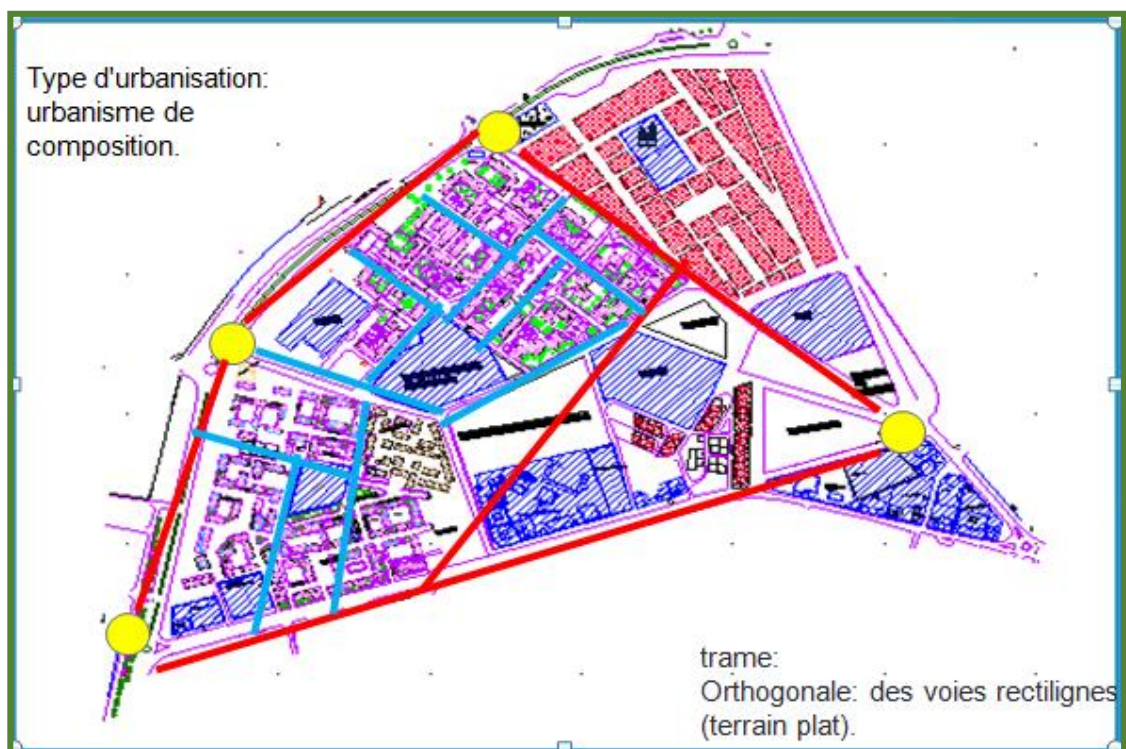 Type d'urbanisation:
urbanisme de
composition.
trame:
Orthogonale: des voies rectilignes
(terrain plat).